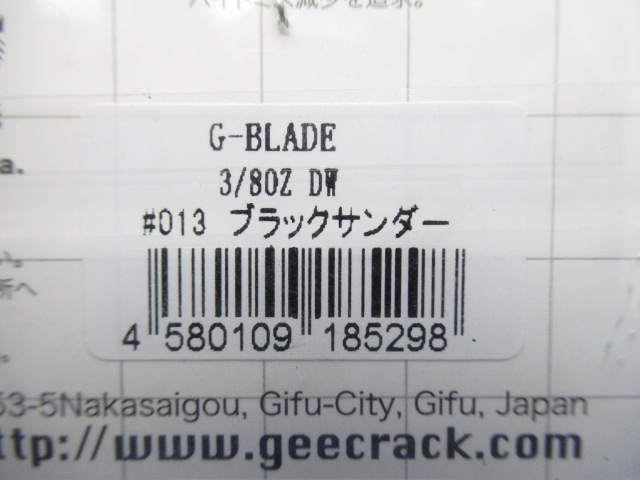 G-BLADE
3/8OZ DW
#013 ブラックサンダー
4 580109 185298
53-5Nakasaigou, Gifu-City, Gifu, Japan
http://www.geecrack.com